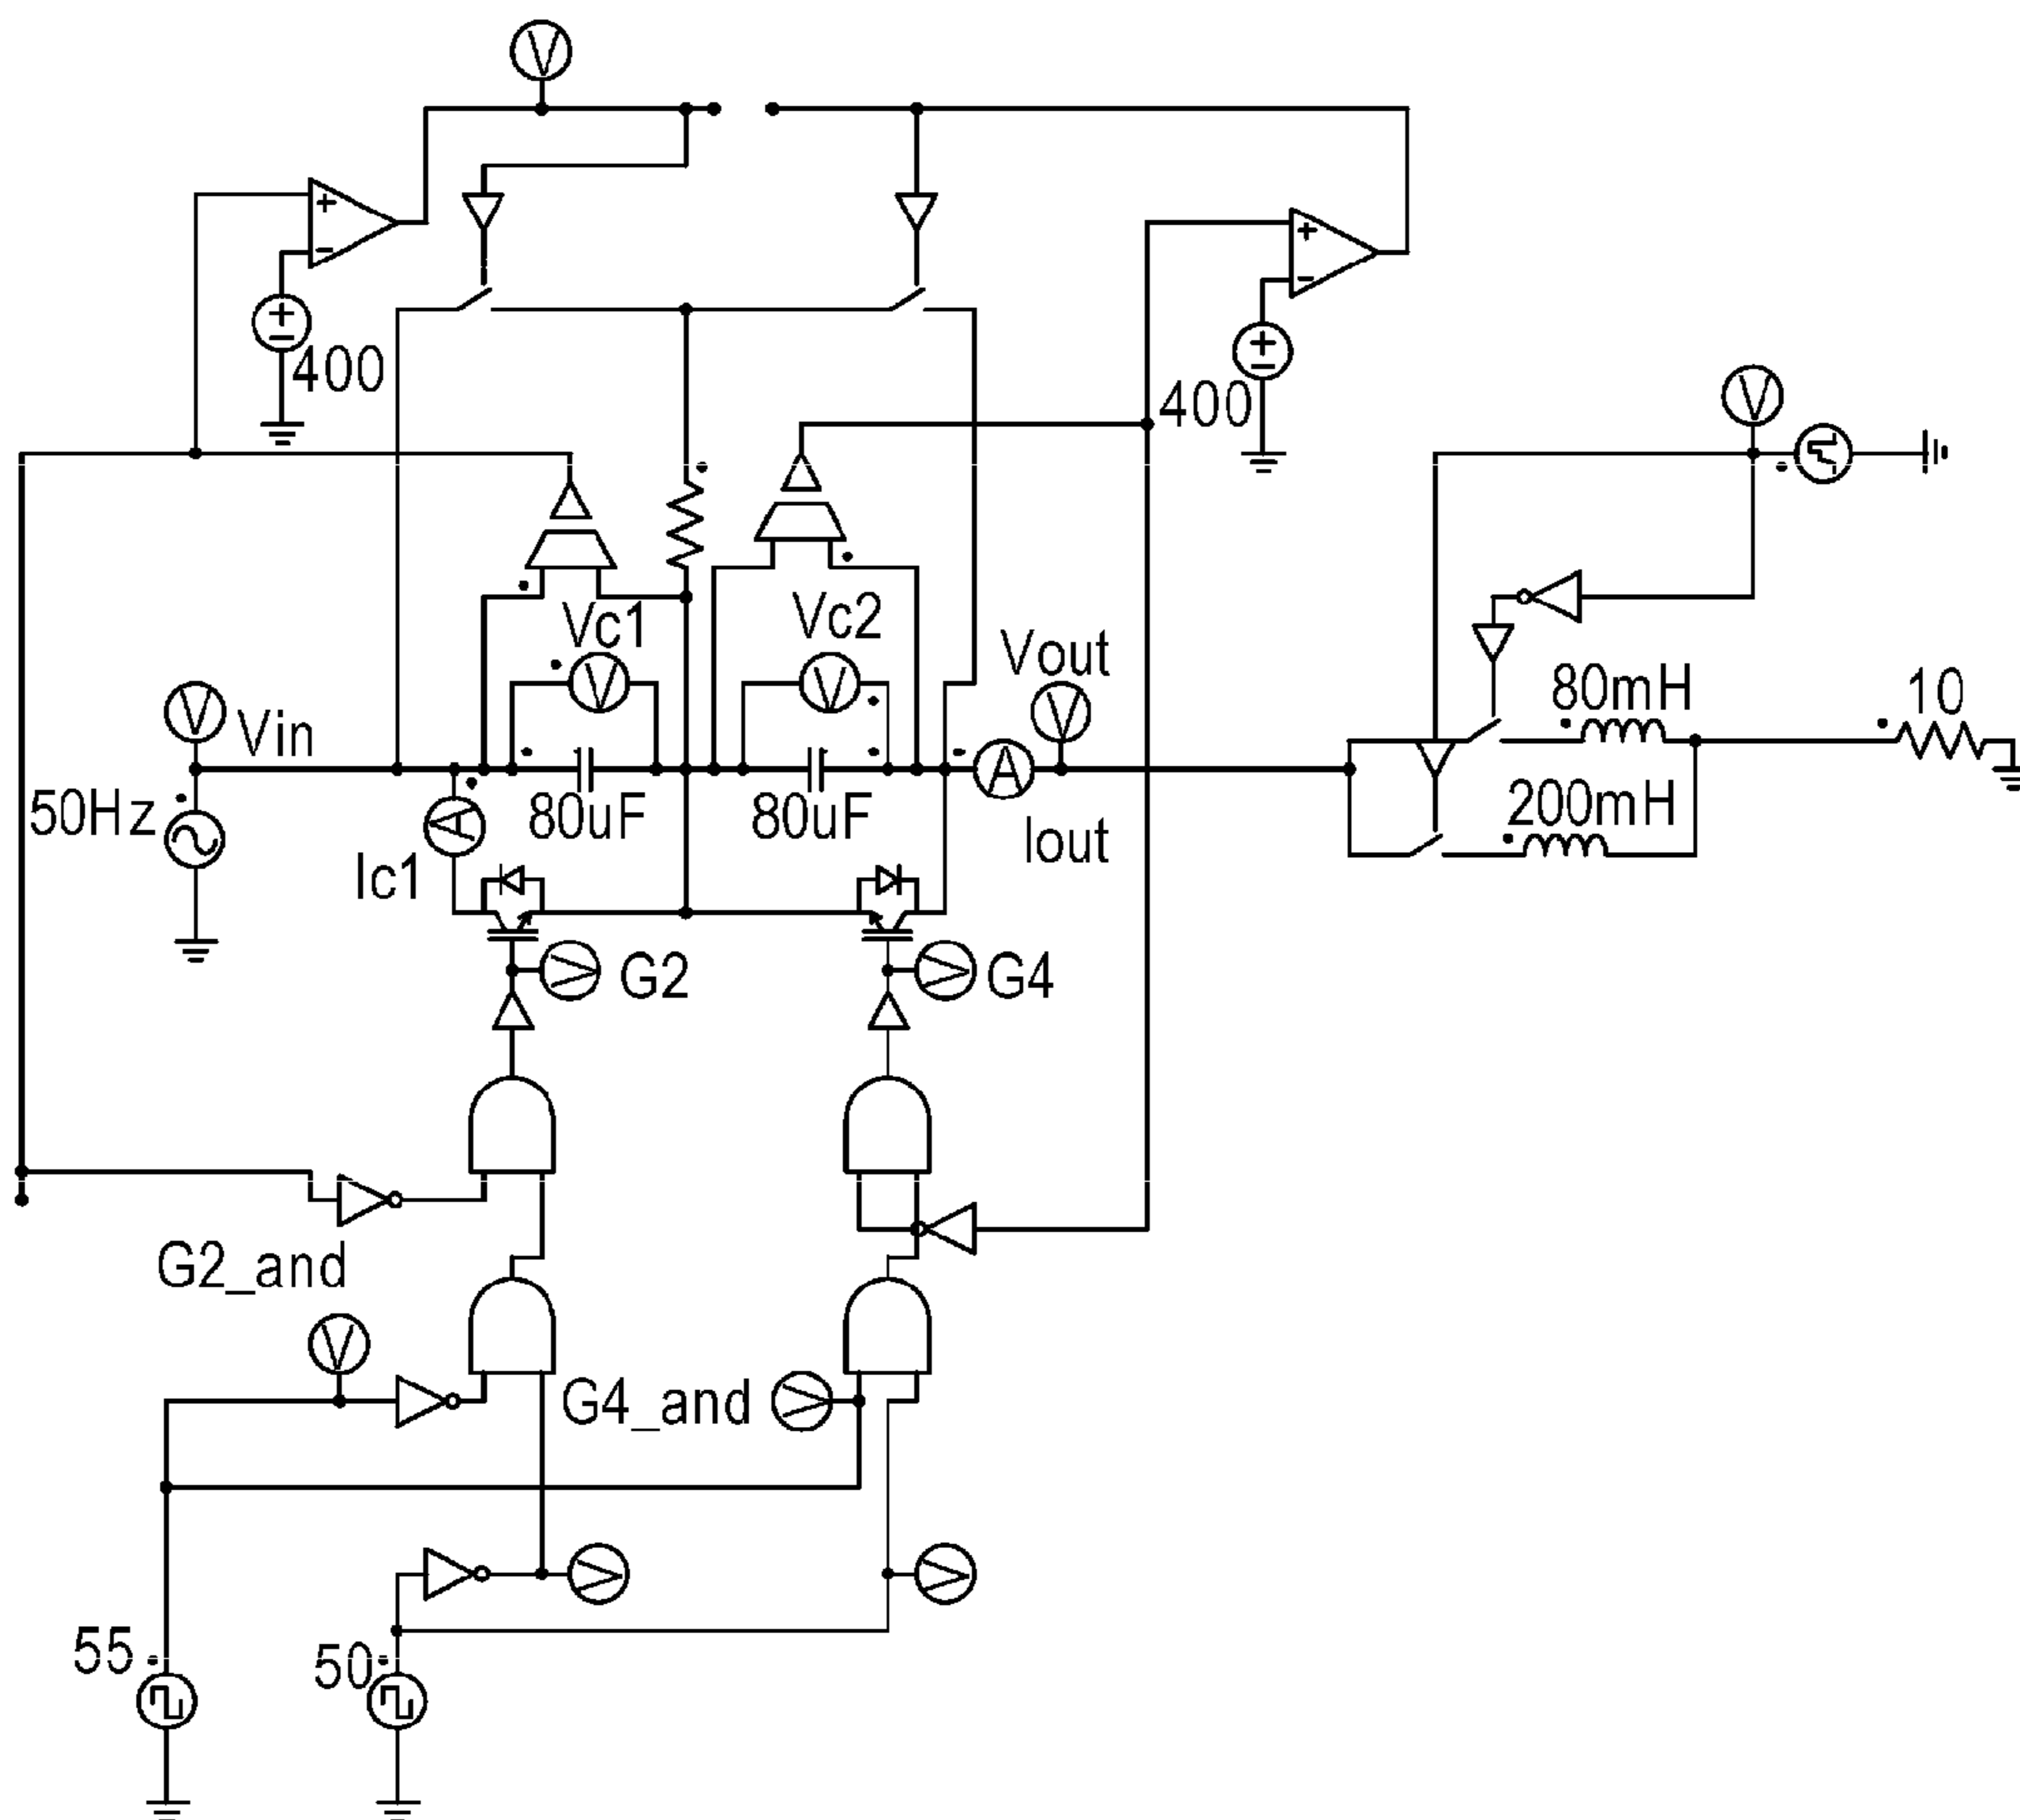 V
400
V
400
V
Vc1
Vc2
V
V
Vout
V
V
Vin
80mH
10
A
50Hz
A
80uF
80uF
Iout
200mH
Ic1
V
G2
V
G4
G2_and
V
G4_and
V
V
V
55
50